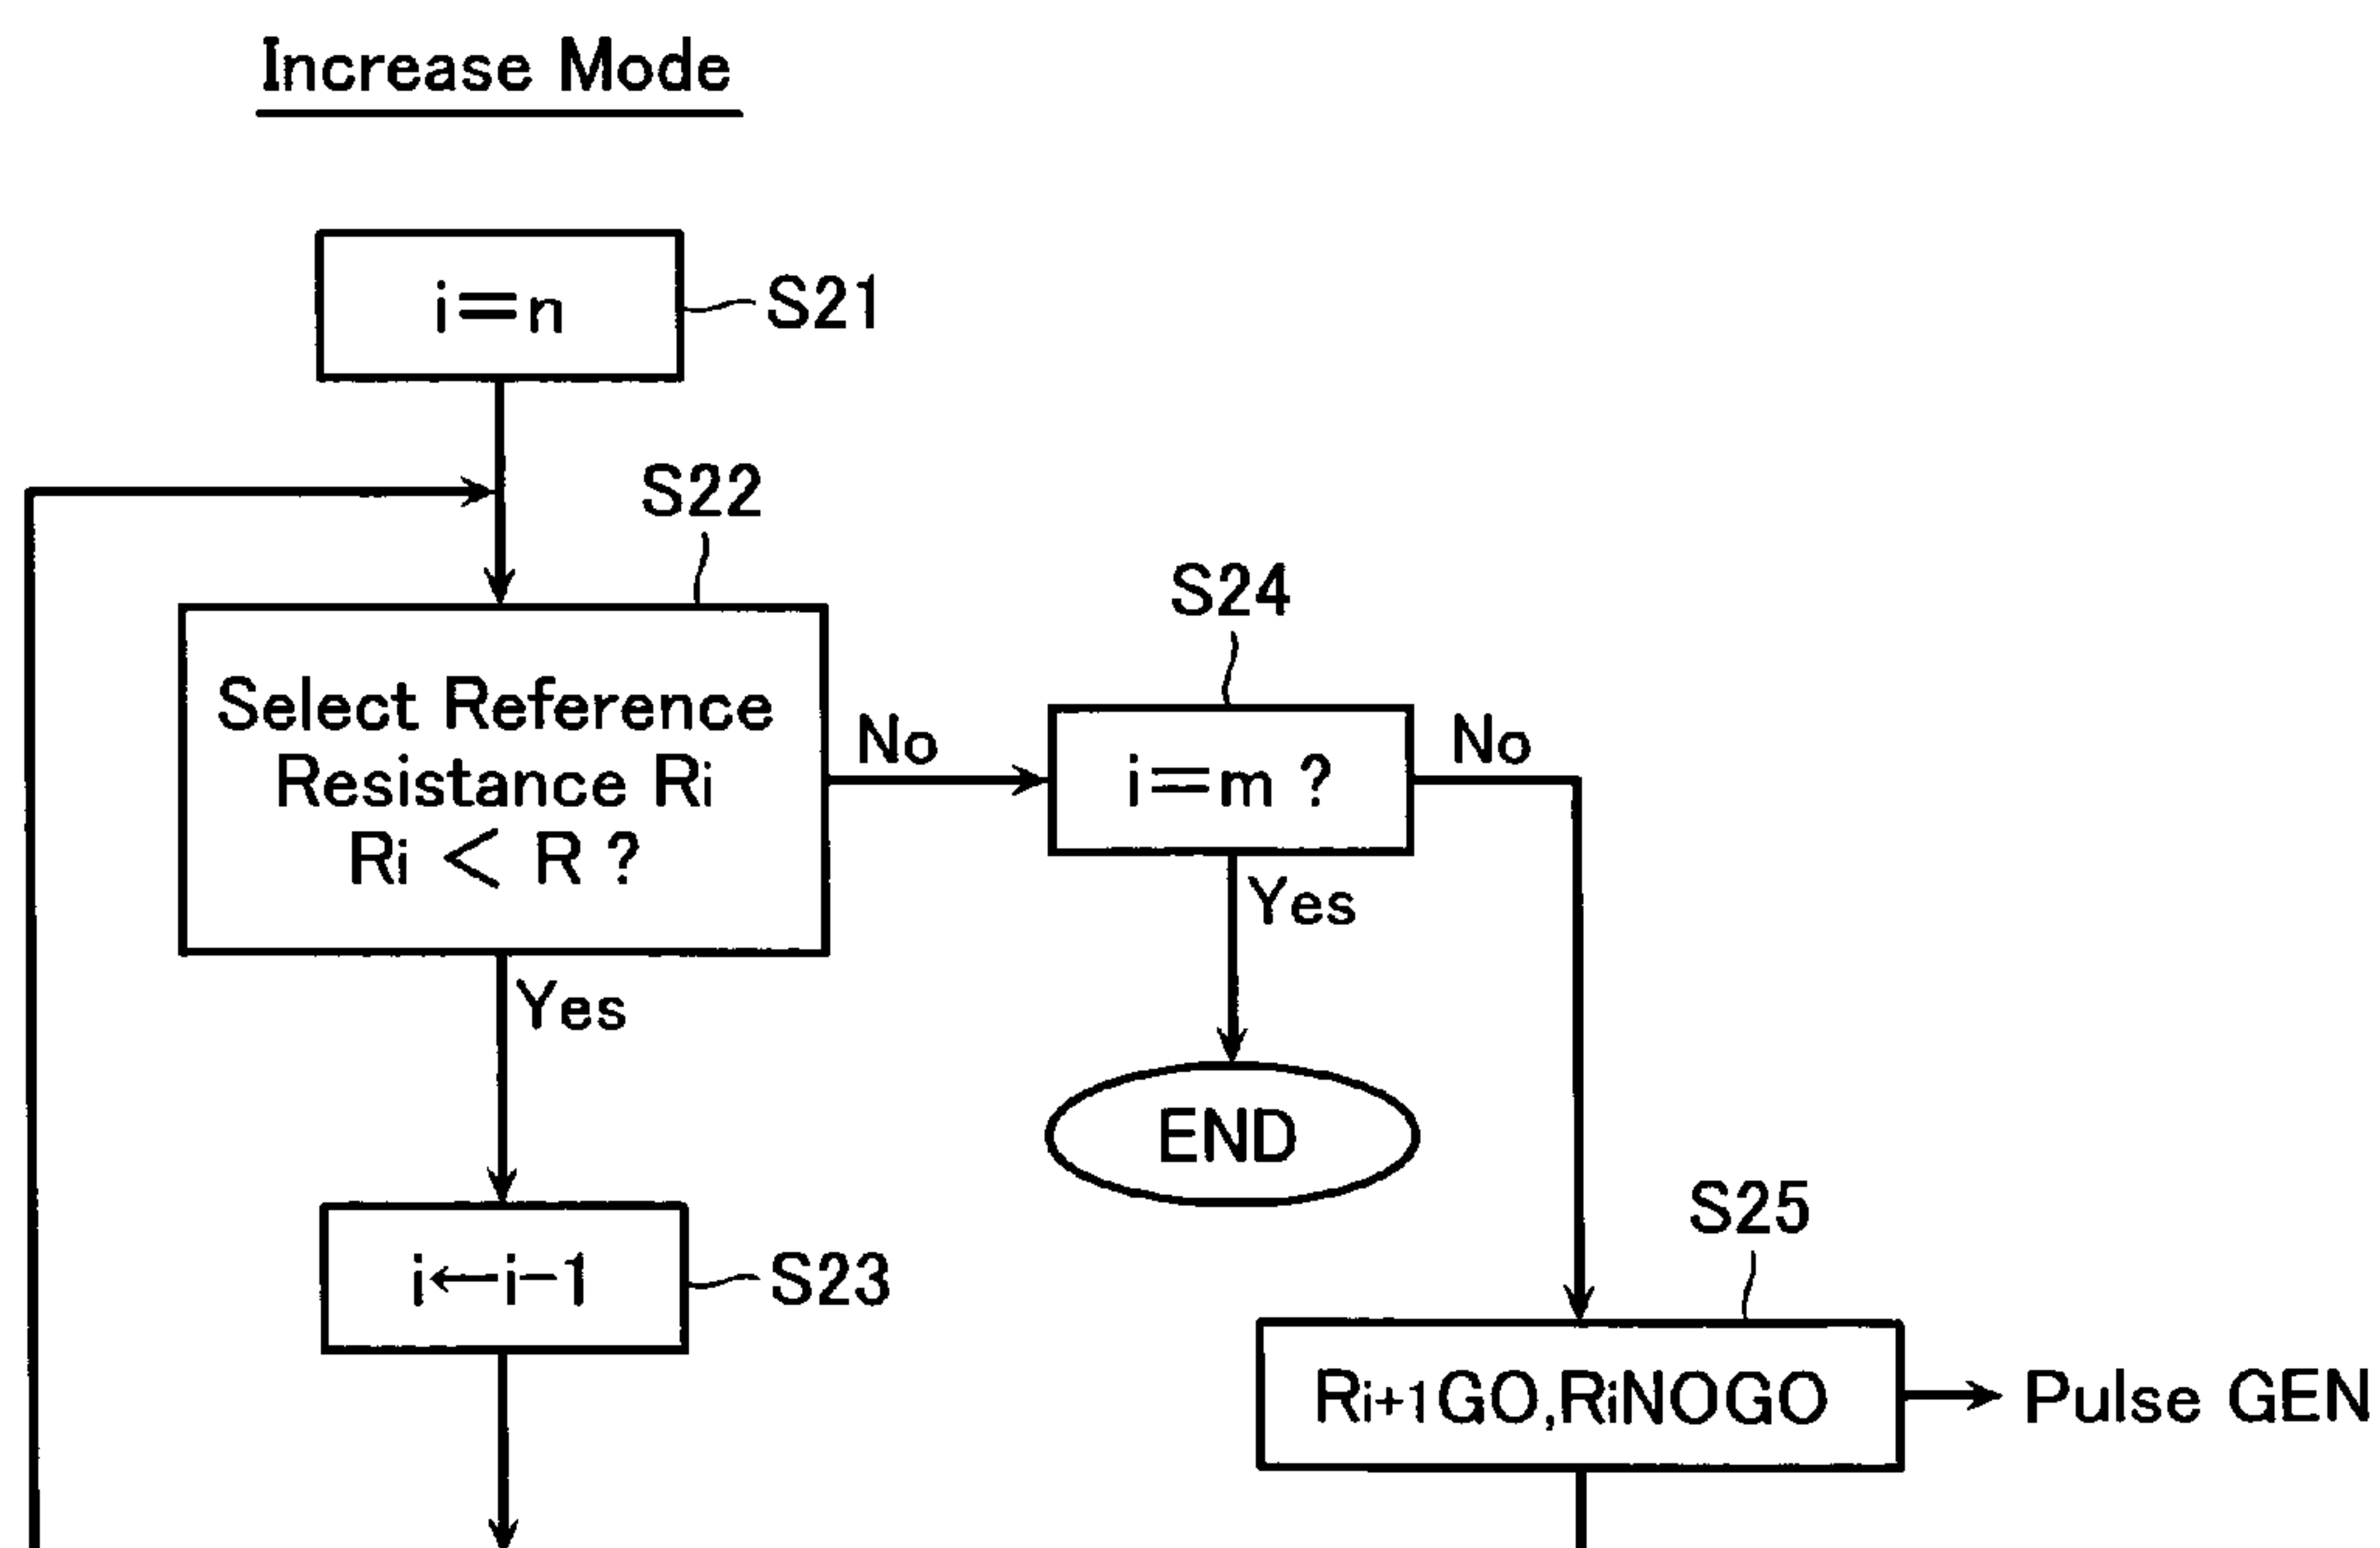 Increase Mode
i=n
S21
S22
Select Reference
Resistance Ri
Ri < R ?
No
S24
i=m ?
No
Yes
END
Yes
i←i-1
S23
S25
Ri+1GO,RiNOGO
Pulse GEN